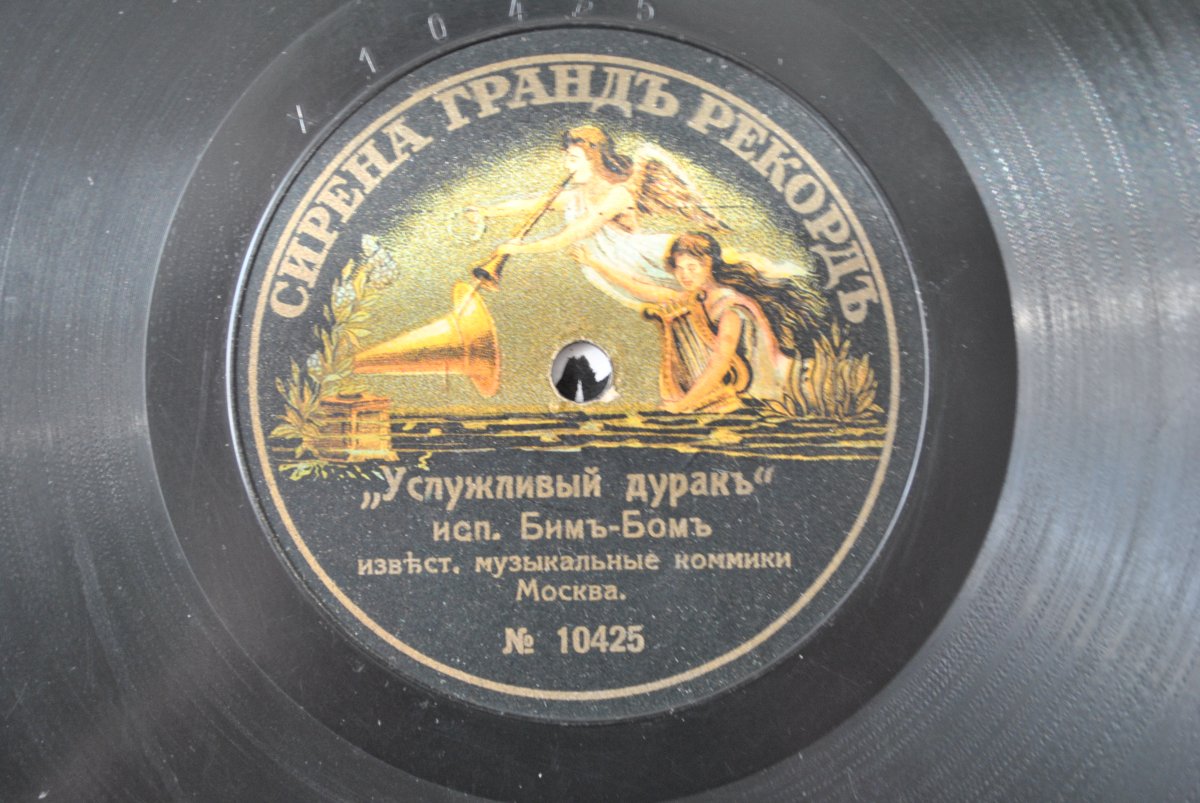 X 10425
СИРЕНА ГРАНДЪ РЕКОРДЪ
„Услужливый дуракъ“
исп. Бимъ-Бомъ
извѣст. музыкальные коммики
Москва.
№ 10425